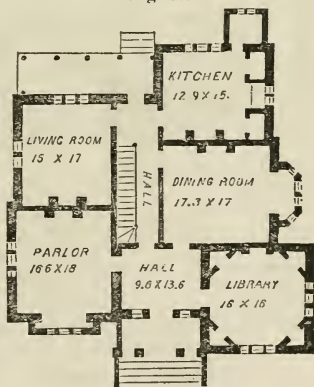 KITCHEN
12.9 X 15.
LIVING ROOM
15 X 17
HALL
DINING ROOM
17.3 X 17
PARLOR
16 6 X 18
HALL
9.6 X 13.6
LIBRARY
16 X 16